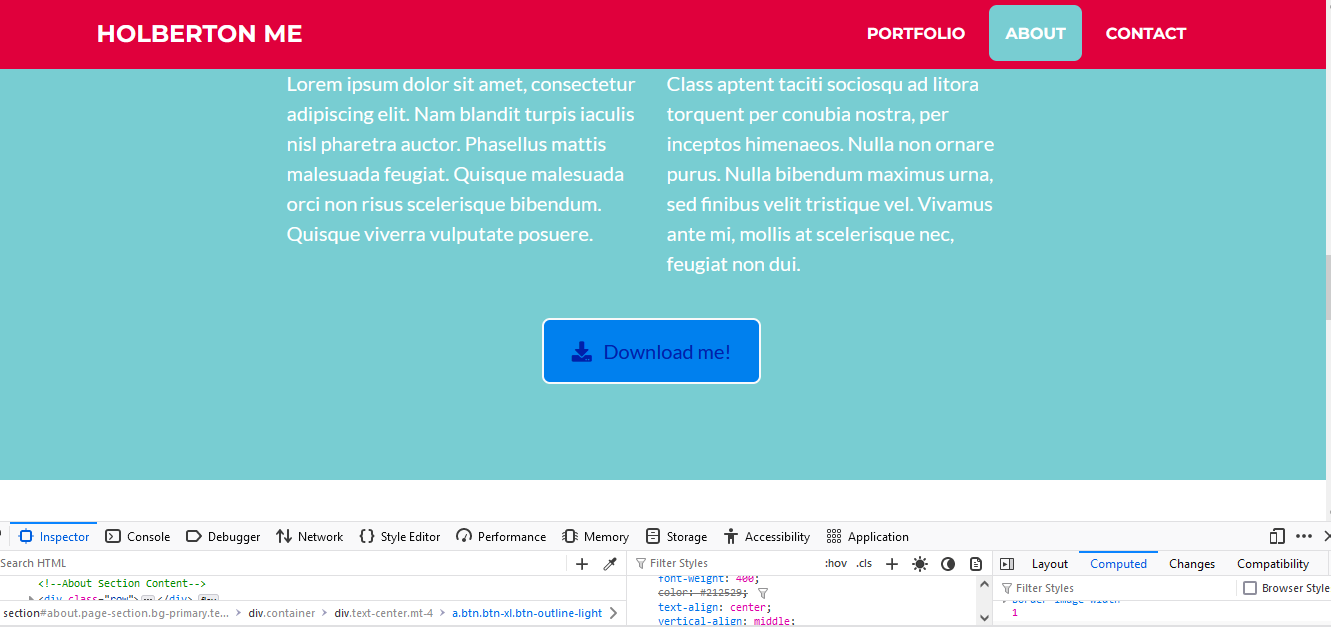 HOLBERTON ME
PORTFOLIO
ABOUT
CONTACT
Lorem ipsum dolor sit amet, consectetur
adipiscing elit. Nam blandit turpis iaculis
nisl pharetra auctor. Phasellus mattis
malesuada feugiat. Quisque malesuada
orci non risus scelerisque bibendum.
Quisque viverra vulputate posuere.
Class aptent taciti sociosqu ad litora
torquent per conubia nostra, per
inceptos himenaeos. Nulla non ornare
purus. Nulla bibendum maximus urna,
sed finibus velit tristique vel. Vivamus
ante mi, mollis at scelerisque nec,
feugiat non dui.
Download me!
Inspector Console Debugger Network Style Editor Performance Memory Storage Accessibility Application
Search HTML
<!--About Section Content-->
<div class="row"> </div>
section#about.page-section.bg-primary.te... > div.container > div.text-center.mt-4 > a.btn.btn-xl.btn-outline-light
Filter Styles :hov .cls
font-weight: 400;
color: #212529;
text-align: center;
vertical-align: middle;
Layout Computed Changes Compatibility
Filter Styles Browser Style
border-image-width
1